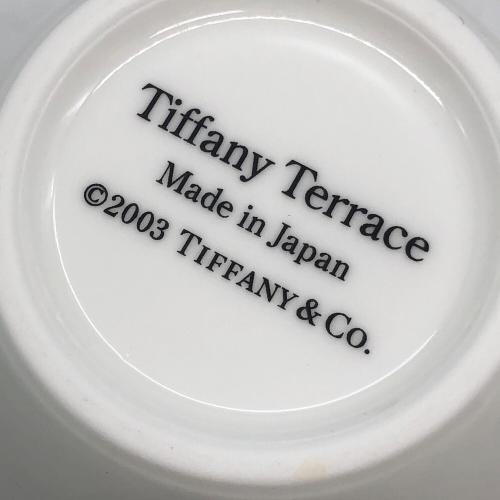 Tiffany Terrace
Made in Japan
©2003 TIFFANY & CO.